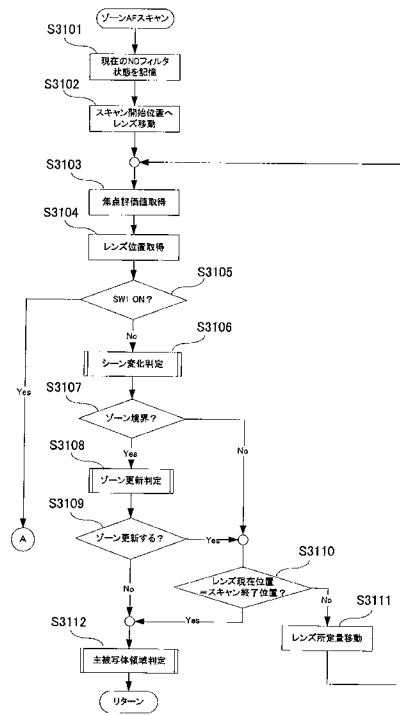 ゾーンAFスキャン
S3101
現在のNDフィルタ
状態を記憶
S3102
スキャン開始位置へ
レンズ移動
S3103
焦点評価値取得
S3104
レンズ位置取得
S3105
SW1 ON?
Yes
No
S3106
シーン変化判定
S3107
ゾーン境界?
Yes
No
S3108
ゾーン更新判定
S3109
ゾーン更新する?
Yes
No
A
S3110
レンズ現在位置
=スキャン終了位置?
Yes
No
S3111
レンズ所定量移動
S3112
主被写体領域判定
リターン